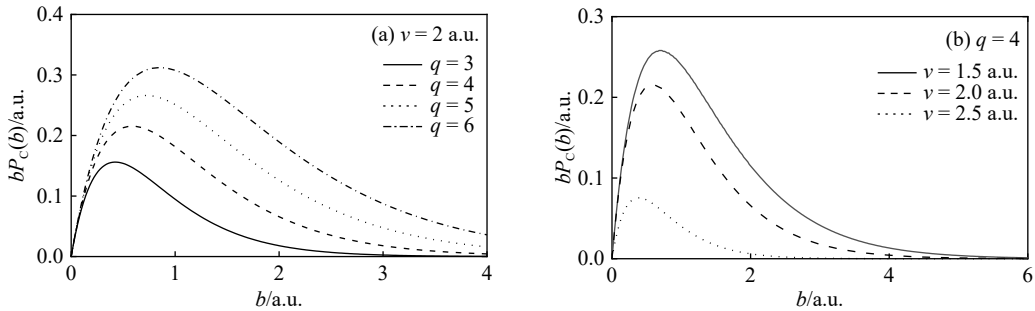 (a) v = 2 a.u.
q = 3
q = 4
q = 5
q = 6
0.4
0.3
0.2
0.1
0.0
bP_C(b)/a.u.
0 1 2 3 4
b/a.u.
(b) q = 4
v = 1.5 a.u.
v = 2.0 a.u.
v = 2.5 a.u.
0.3
0.2
0.1
0.0
bP_C(b)/a.u.
0 2 4 6
b/a.u.